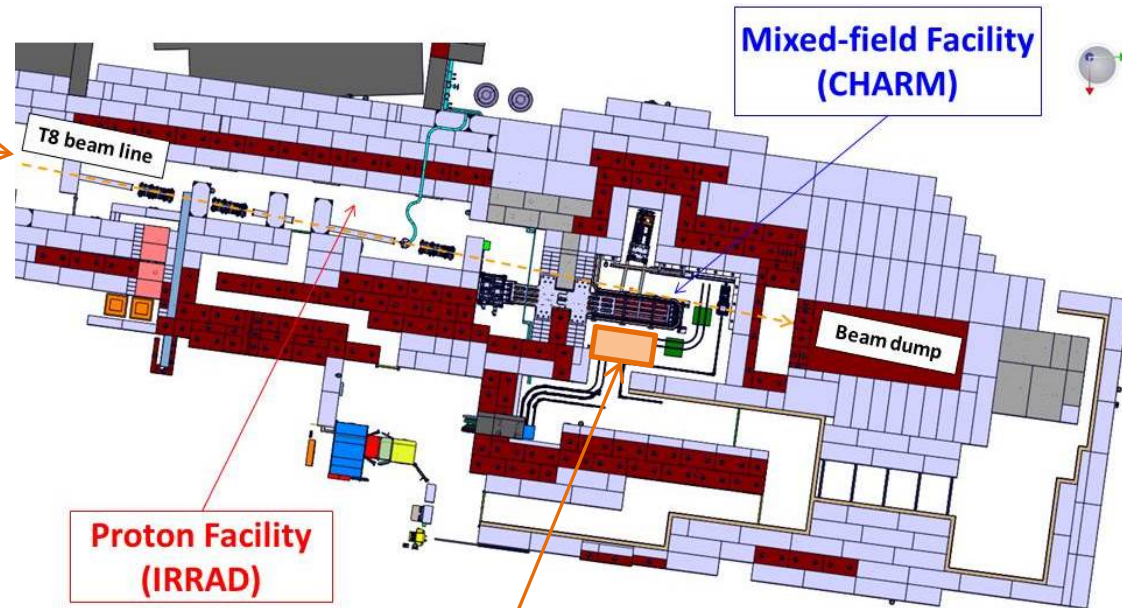 Mixed-field Facility
(CHARM)
T8 beam line
Beam dump
Proton Facility
(IRRAD)